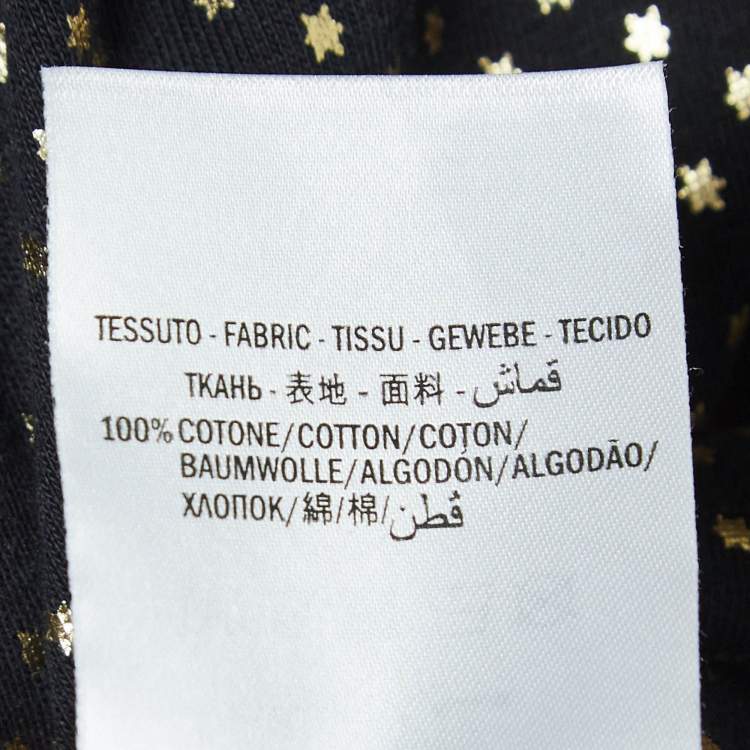 TESSUTO - FABRIC - TISSU - GEWEBE - TECIDO
ТКАНЬ - 表地 - 面料 - قماش
100% COTONE/COTTON/COTON/
BAUMWOLLE/ALGODÓN/ALGODÃO/
ХЛОПОК/綿/棉/قطن